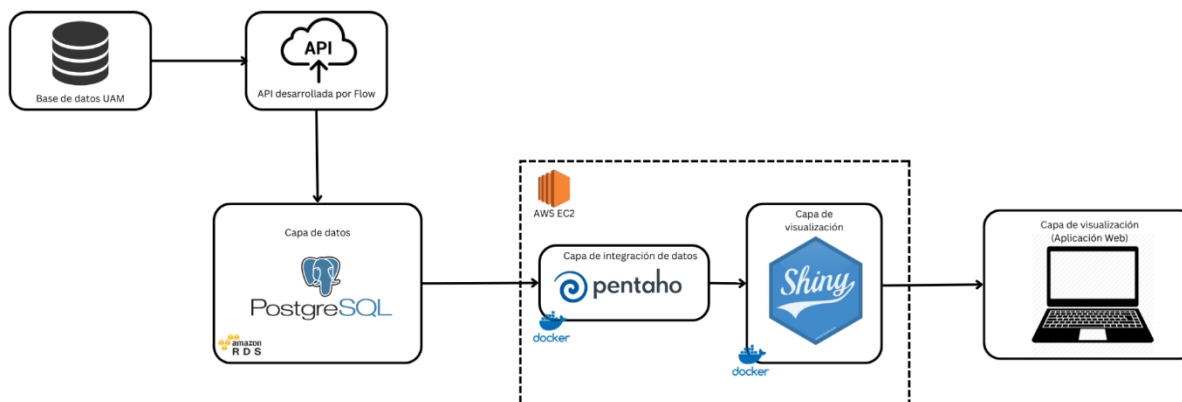 API
Base de datos UAM
API desarrollada por Flow
AWS EC2
Capa de datos
PostgreSQL
amazon
RDS
Capa de integración de datos
pentaho
docker
Capa de
visualización
Shiny
docker
Capa de visualización
(Aplicación Web)